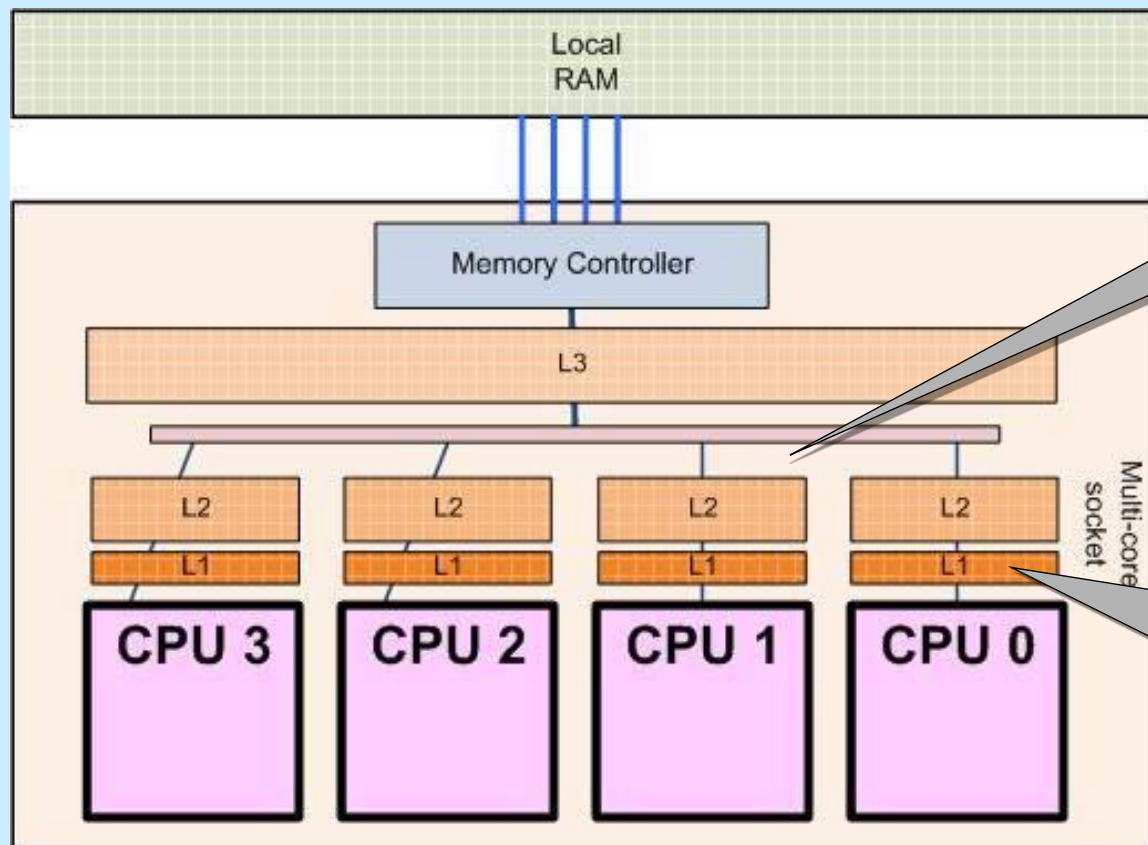 Local
RAM
Memory Controller
L3
L2 L2 L2 L2
L1 L1 L1 L1
CPU 3 CPU 2 CPU 1 CPU 0
Multi-core
socket